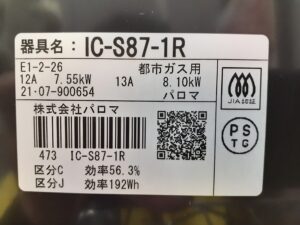 器具名：IC-S87-1R
E1-2-26 都市ガス用
12A 7.55kW 13A 8.10kW
21・07-900654 パロマ
株式会社パロマ
473 IC-S87-1R
区分C 効率56.3%
区分J 効率192Wh
JIA認証
PS
TG